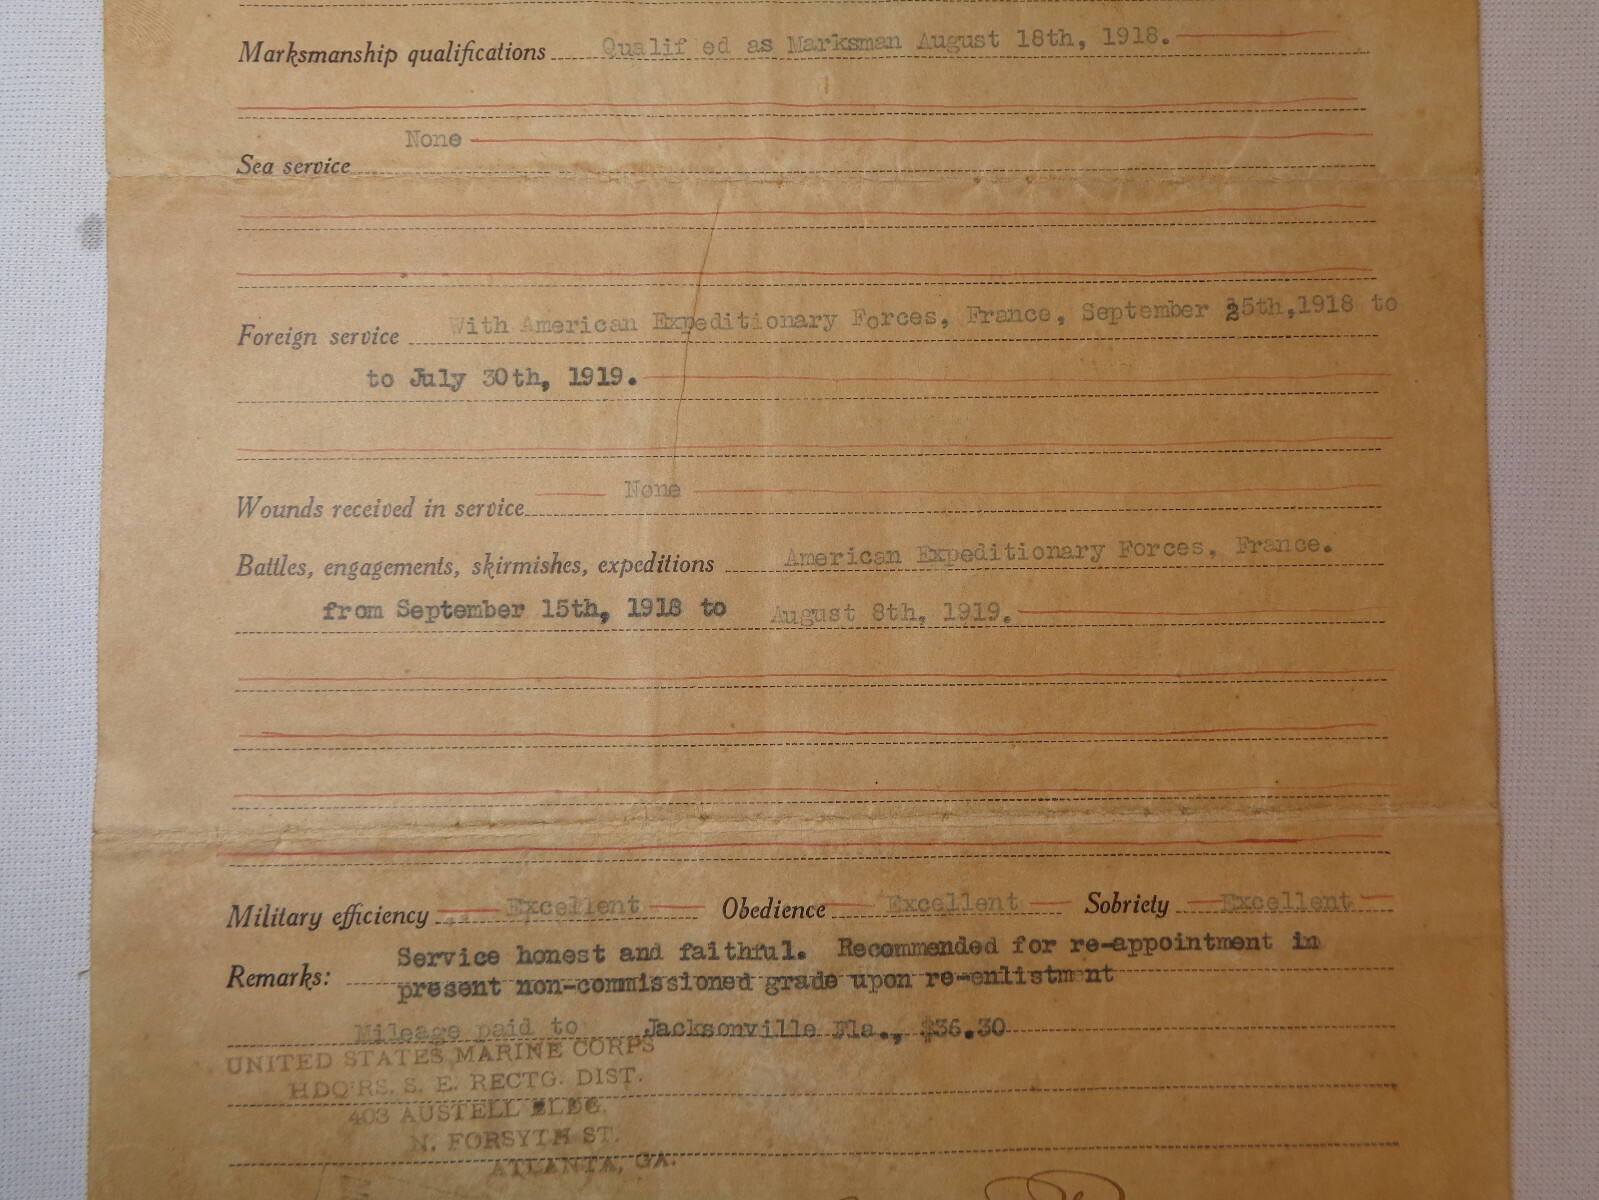 Marksmanship qualifications Qualif ed as Marksman August 18th, 1918.
None
Sea service
Foreign service With American Expeditionary Forces, France, September 25th,1918 to
to July 30th, 1919.
Wounds received in service None
Battles, engagements, skirmishes, expeditions American Expeditionary Forces, France.
from September 15th, 1918 to August 8th, 1919.
Military efficiency Excellent Obedience Excellent Sobriety Excellent
Remarks: Service honest and faithful. Recommended for re-appointment in
present non-commissioned grade upon re-enlistm nt
Mileage paid to Jacksonville Fla., $36.30
UNITED STATES MARINE CORPS
HDQ'RS. S. E. RECTG. DIST.
403 AUSTELL BLDG.
N. FORSYTH ST.
ATLANTA, GA.